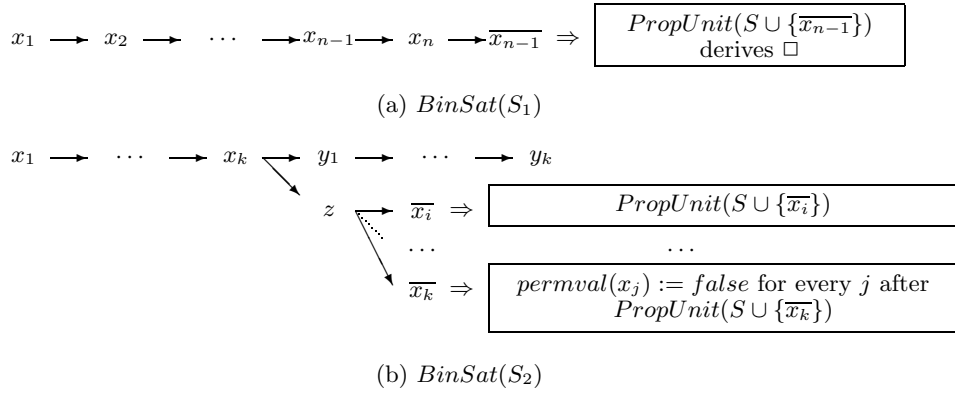 x₁ → x₂ → ⋯ → xₙ₋₁ → xₙ → x̅ₙ₋₁ ⇒ PropUnit(S ∪ {x̅ₙ₋₁})
derives □
(a) BinSat(S₁)
x₁ → ⋯ → xₖ → y₁ → ⋯ → yₖ
z → x̅ᵢ ⇒ PropUnit(S ∪ {x̅ᵢ})
⋯ ⋯
x̅ₖ ⇒ permval(xⱼ) := false for every j after
PropUnit(S ∪ {x̅ₖ})
(b) BinSat(S₂)